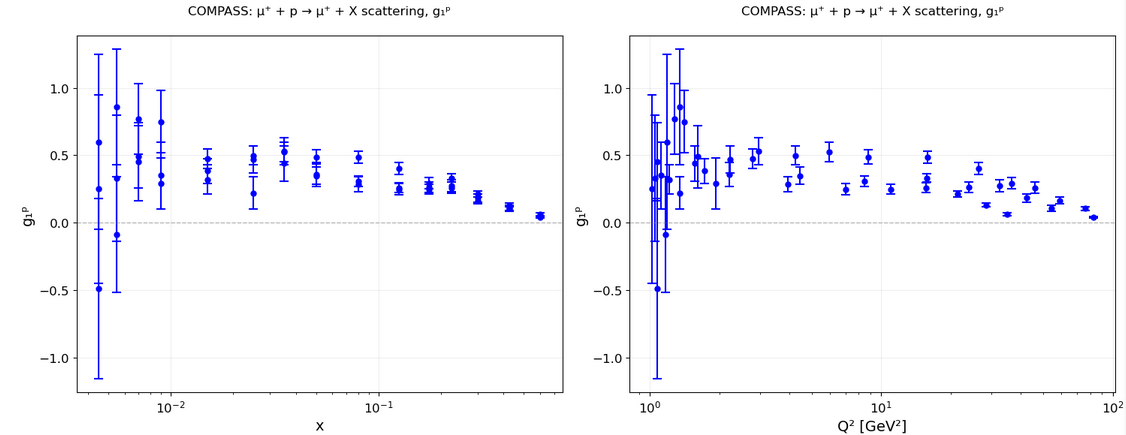 COMPASS: μ⁺ + p → μ⁺ + X scattering, g₁ᵖ
1.0
0.5
0.0
−0.5
−1.0
g₁ᵖ
10⁻²
10⁻¹
x
COMPASS: μ⁺ + p → μ⁺ + X scattering, g₁ᵖ
1.0
0.5
0.0
−0.5
−1.0
g₁ᵖ
10⁰
10¹
10²
Q² [GeV²]